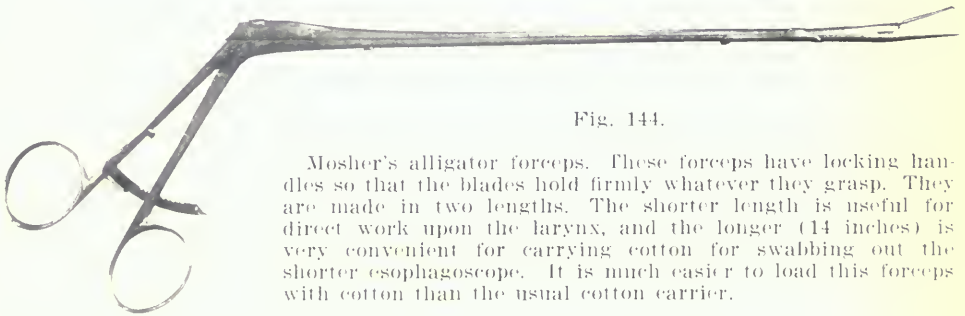 Fig. 144.
Mosher's alligator forceps. These forceps have locking han-
dles so that the blades hold firmly whatever they grasp. They
are made in two lengths. The shorter length is useful for
direct work upon the larynx, and the longer (14 inches) is
very convenient for carrying cotton for swabbing out the
shorter esophagoscope. It is much easier to load this forceps
with cotton than the usual cotton carrier.